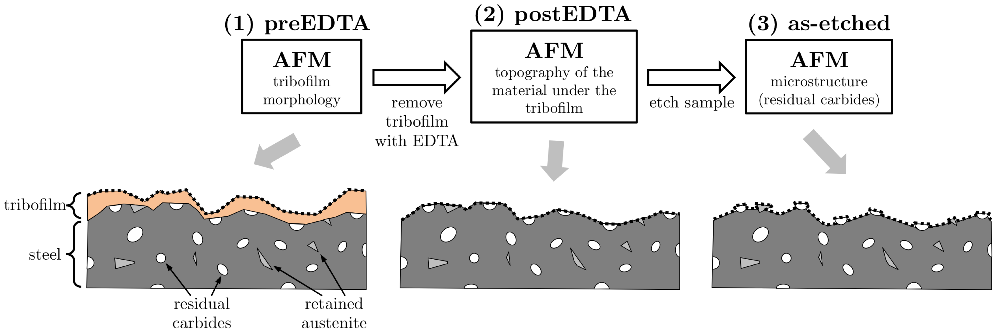 (1) preEDTA
AFM
tribofilm
morphology
remove
tribofilm
with EDTA
(2) postEDTA
AFM
topography of the
material under the
tribofilm
etch sample
(3) as-etched
AFM
microstructure
(residual carbides)
tribofilm
steel
residual
carbides
retained
austenite